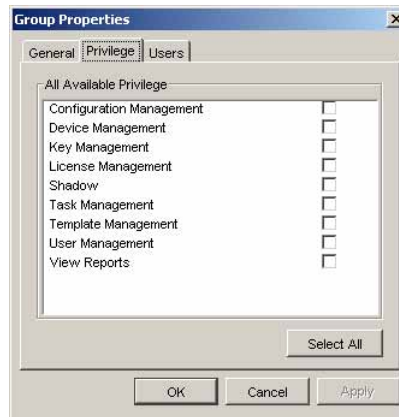 Group Properties
General Privilege Users
All Available Privilege
Configuration Management
Device Management
Key Management
License Management
Shadow
Task Management
Template Management
User Management
View Reports
Select All
OK Cancel Apply